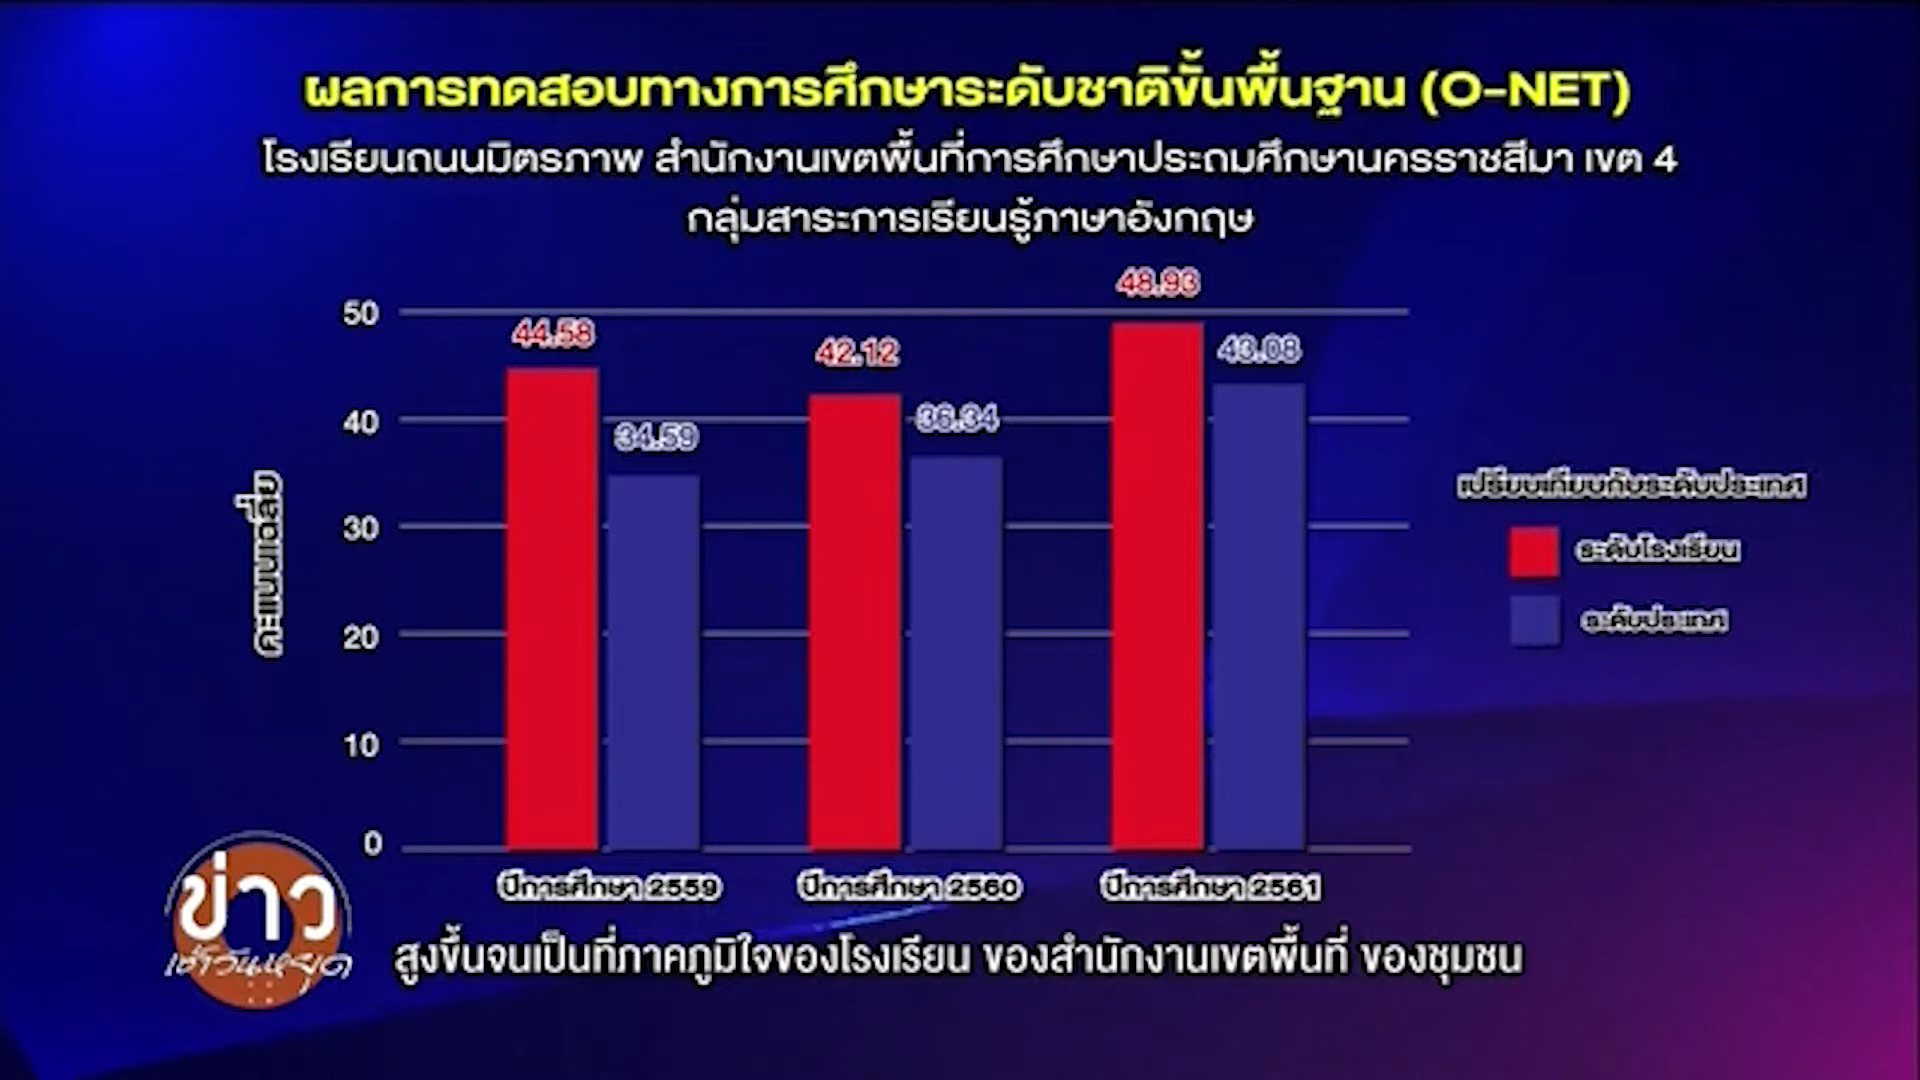 ผลการทดสอบทางการศึกษาระดับชาติขั้นพื้นฐาน (O-NET)
โรงเรียนถนนมิตรภาพ สำนักงานเขตพื้นที่การศึกษาประถมศึกษานครราชสีมา เขต 4
กลุ่มสาระการเรียนรู้ภาษาอังกฤษ
คะแนนเฉลี่ย
50
40
30
20
10
0
44.58
34.59
42.12
36.34
48.93
43.08
ปีการศึกษา 2559
ปีการศึกษา 2560
ปีการศึกษา 2561
เปรียบเทียบกับระดับประเทศ
ระดับโรงเรียน
ระดับประเทศ
ข่าว
เช้าวันหยุด
สูงขึ้นจนเป็นที่ภาคภูมิใจของโรงเรียน ของสำนักงานเขตพื้นที่ ของชุมชน